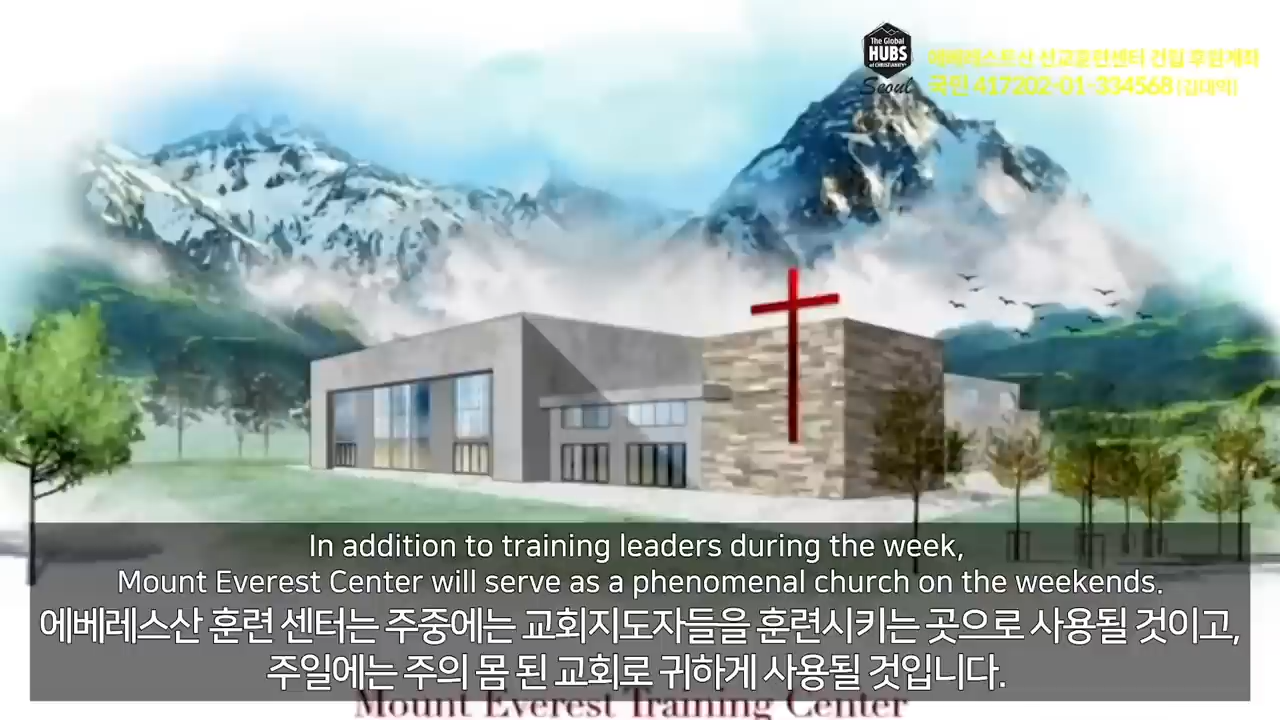 The Global
HUBS
of CHRISTIANITY
Seoul
에베레스트산 선교훈련센터 건립 후원계좌
국민 417202-01-334568 (김대덕)
In addition to training leaders during the week,
Mount Everest Center will serve as a phenomenal church on the weekends.
에베레스산 훈련 센터는 주중에는 교회지도자들을 훈련시키는 곳으로 사용될 것이고,
주일에는 주의 몸 된 교회로 귀하게 사용될 것입니다.
Mount Everest Training Center